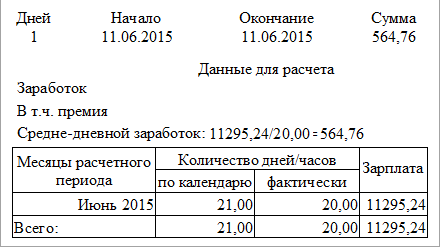 Дней Начало Окончание Сумма
1 11.06.2015 11.06.2015 564,76
Данные для расчета
Заработок
В т.ч. премия
Средне-дневной заработок: 11295,24/20,00 = 564,76
Месяцы расчетного периода Количество дней/часов Зарплата
по календарю фактически
Июнь 2015 21,00 20,00 11295,24
Всего: 21,00 20,00 11295,24